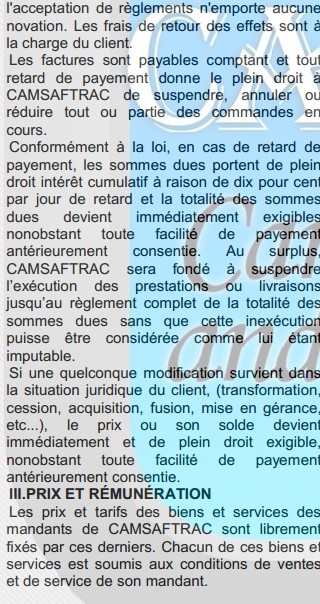 l'acceptation de règlements n'emporte aucune
novation. Les frais de retour des effets sont à
la charge du client.
Les factures sont payables comptant et tout
retard de payement donne le plein droit à
CAMSAFTRAC de suspendre, annuler ou
réduire tout ou partie des commandes en
cours.
Conformément à la loi, en cas de retard de
payement, les sommes dues portent de plein
droit intérêt cumulatif à raison de dix pour cent
par jour de retard et la totalité des sommes
dues devient immédiatement exigibles
nonobstant toute facilité de payement
antérieurement consentie. Au surplus,
CAMSAFTRAC sera fondé à suspendre
l'exécution des prestations ou livraisons
jusqu'au règlement complet de la totalité des
sommes dues sans que cette inexécution
puisse être considérée comme lui étant
imputable.
Si une quelconque modification survient dans
la situation juridique du client, (transformation,
cession, acquisition, fusion, mise en gérance,
etc...), le prix ou son solde devient
immédiatement et de plein droit exigible,
nonobstant toute facilité de payement
antérieurement consentie.
III.PRIX ET RÉMUNÉRATION
Les prix et tarifs des biens et services des
mandants de CAMSAFTRAC sont librement
fixés par ces derniers. Chacun de ces biens et
services est soumis aux conditions de ventes
et de service de son mandant.